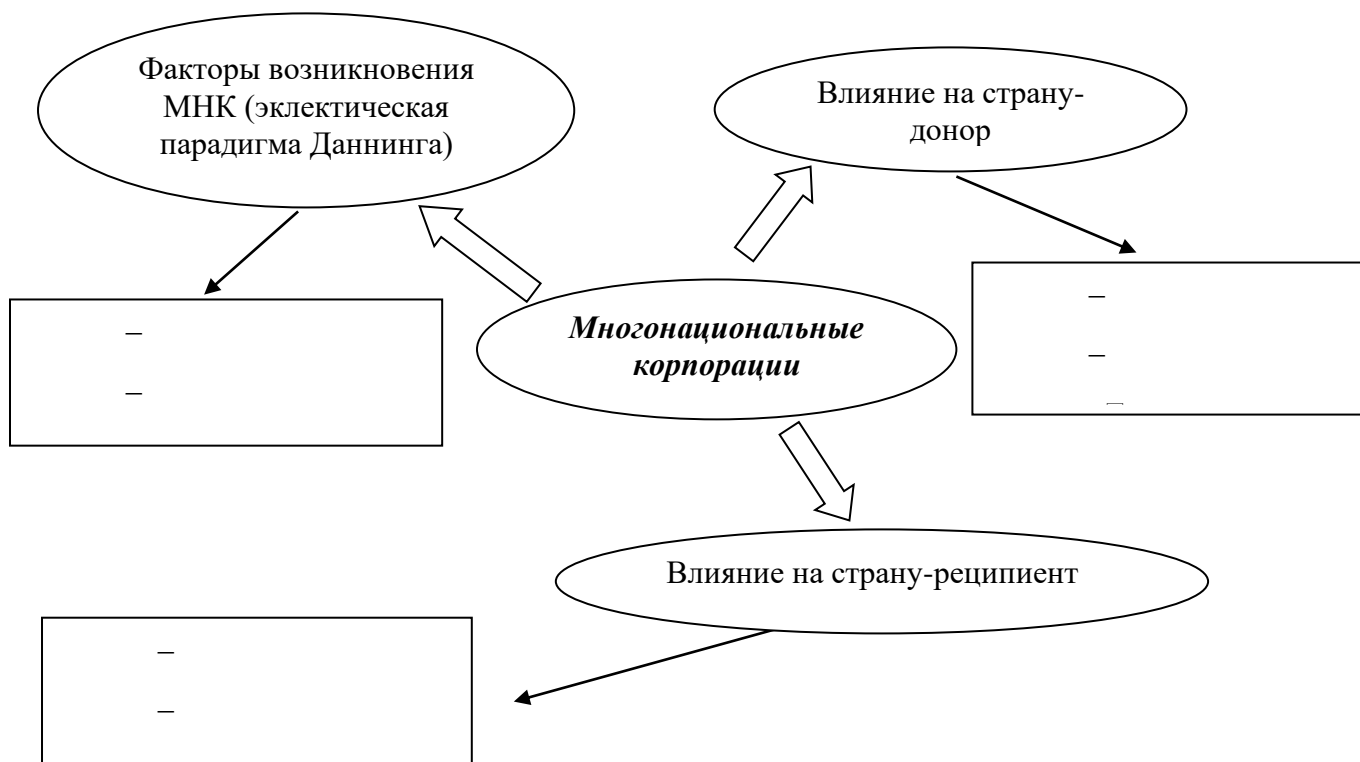 Факторы возникновения
МНК (эклектическая
парадигма Даннинга)
Влияние на страну-
донор
–
–
Многонациональные
корпорации
–
–
–
Влияние на страну-реципиент
–
–